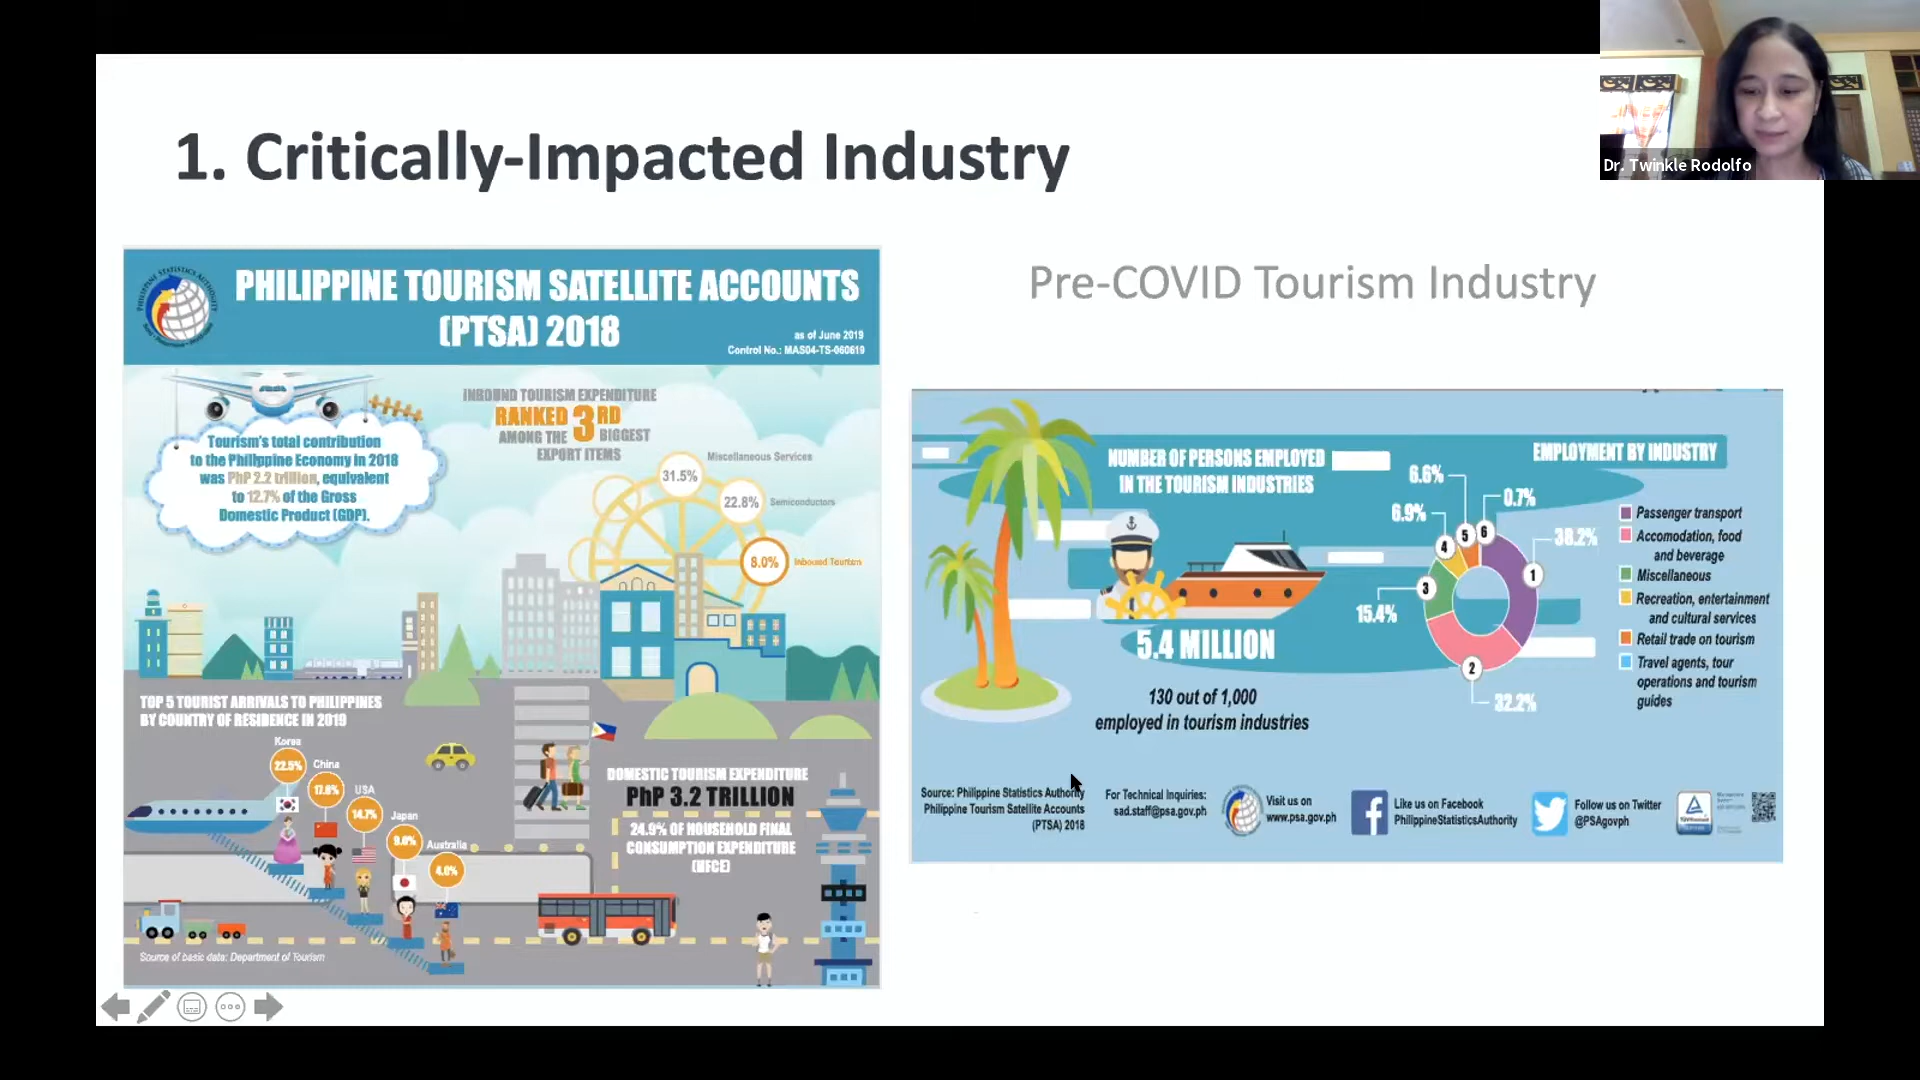 1. Critically-Impacted Industry
Dr. Twinkle Rodolfo
PHILIPPINE TOURISM SATELLITE ACCOUNTS
(PTSA) 2018
as of June 2019
Control No.: MAS04-TS-060619
PHILIPPINE STATISTICS AUTHORITY
Tourism's total contribution
to the Philippine Economy in 2018
was PhP 2.2 trillion, equivalent
to 12.7% of the Gross
Domestic Product (GDP).
INBOUND TOURISM EXPENDITURE
RANKED 3RD
AMONG THE BIGGEST
EXPORT ITEMS
31.5% Miscellaneous Services
22.8% Semiconductors
8.0% Inbound Tourism
TOP 5 TOURIST ARRIVALS TO PHILIPPINES
BY COUNTRY OF RESIDENCE IN 2019
Korea
22.5%
China
USA
14.7%
Japan
Australia
4.0%
DOMESTIC TOURISM EXPENDITURE
PhP 3.2 TRILLION
24.9% OF HOUSEHOLD FINAL
CONSUMPTION EXPENDITURE
(HFCE)
Source of basic data: Department of Tourism
Pre-COVID Tourism Industry
NUMBER OF PERSONS EMPLOYED
IN THE TOURISM INDUSTRIES
5.4 MILLION
130 out of 1,000
employed in tourism industries
EMPLOYMENT BY INDUSTRY
6.6%
0.7%
6.9%
38.2%
15.4%
32.2%
1
2
3
4
5
6
Passenger transport
Accomodation, food
and beverage
Miscellaneous
Recreation, entertainment
and cultural services
Retail trade on tourism
Travel agents, tour
operations and tourism
guides
Source: Philippine Statistics Authority
Philippine Tourism Satellite Accounts
(PTSA) 2018
For Technical Inquiries:
sad.staff@psa.gov.ph
Visit us on
www.psa.gov.ph
Like us on Facebook
PhilippineStatisticsAuthority
Follow us on Twitter
@PSAgovph